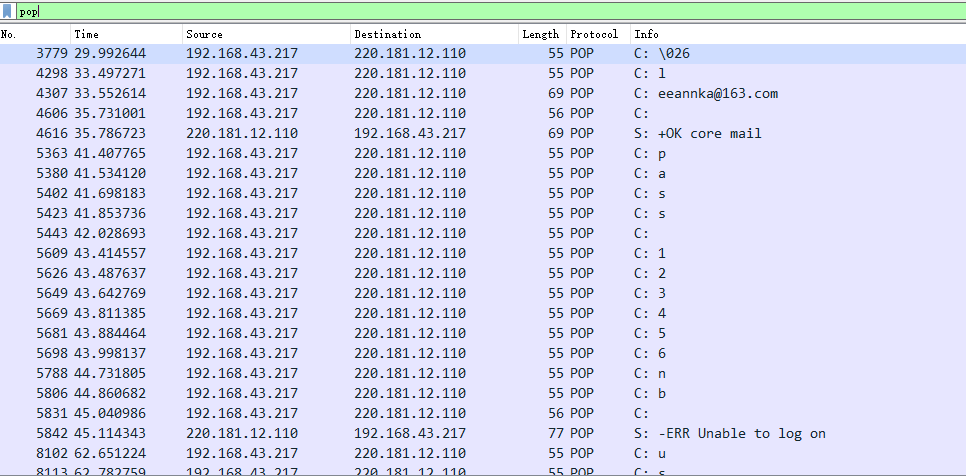 pop
No. Time Source Destination Length Protocol Info
3779 29.992644 192.168.43.217 220.181.12.110 55 POP C: \026
4298 33.497271 192.168.43.217 220.181.12.110 55 POP C: l
4307 33.552614 192.168.43.217 220.181.12.110 69 POP C: eeannka@163.com
4606 35.731001 192.168.43.217 220.181.12.110 56 POP C:
4616 35.786723 220.181.12.110 192.168.43.217 69 POP S: +OK core mail
5363 41.407765 192.168.43.217 220.181.12.110 55 POP C: p
5380 41.534120 192.168.43.217 220.181.12.110 55 POP C: a
5402 41.698183 192.168.43.217 220.181.12.110 55 POP C: s
5423 41.853736 192.168.43.217 220.181.12.110 55 POP C: s
5443 42.028693 192.168.43.217 220.181.12.110 55 POP C:
5609 43.414557 192.168.43.217 220.181.12.110 55 POP C: 1
5626 43.487637 192.168.43.217 220.181.12.110 55 POP C: 2
5649 43.642769 192.168.43.217 220.181.12.110 55 POP C: 3
5669 43.811385 192.168.43.217 220.181.12.110 55 POP C: 4
5681 43.884464 192.168.43.217 220.181.12.110 55 POP C: 5
5698 43.998137 192.168.43.217 220.181.12.110 55 POP C: 6
5788 44.731805 192.168.43.217 220.181.12.110 55 POP C: n
5806 44.860682 192.168.43.217 220.181.12.110 55 POP C: b
5831 45.040986 192.168.43.217 220.181.12.110 56 POP C:
5842 45.114343 220.181.12.110 192.168.43.217 77 POP S: -ERR Unable to log on
8102 62.651224 192.168.43.217 220.181.12.110 55 POP C: u
8113 62.782759 192.168.43.217 220.181.12.110 55 POP C: s